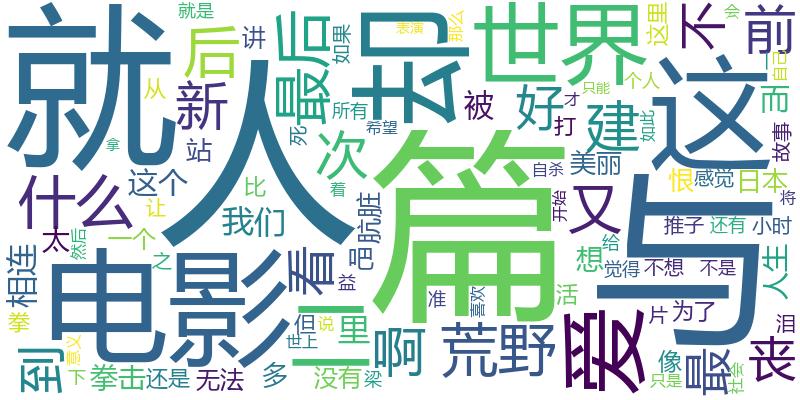 就
人
篇
与
这
电影
却
世界
爱
最后
什么
荒野
啊
又
建
新
后
次
好
不
前
丧
最
看
到
二
里
相连
我们
这个
站
讲
就是
如果
所有
从
拿
死
希望
表演
那么
被
打
才
只能
个人
这里
如此
会
自己
而
故事
日本
恨
感觉
美丽
自杀
开始
着
肮脏
邑
比
让
太
一个
然后
之
益
准
喜欢
活
想
给
觉得
不想
不是
推子
还有
小时
将
人生
为了
片
像
只是
社会
泪
拳
意义
下
拳击
还是
无法
多
但
说
世上
没有
梁